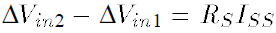 ΔV_{in2} − ΔV_{in1} = R_S I_{SS}